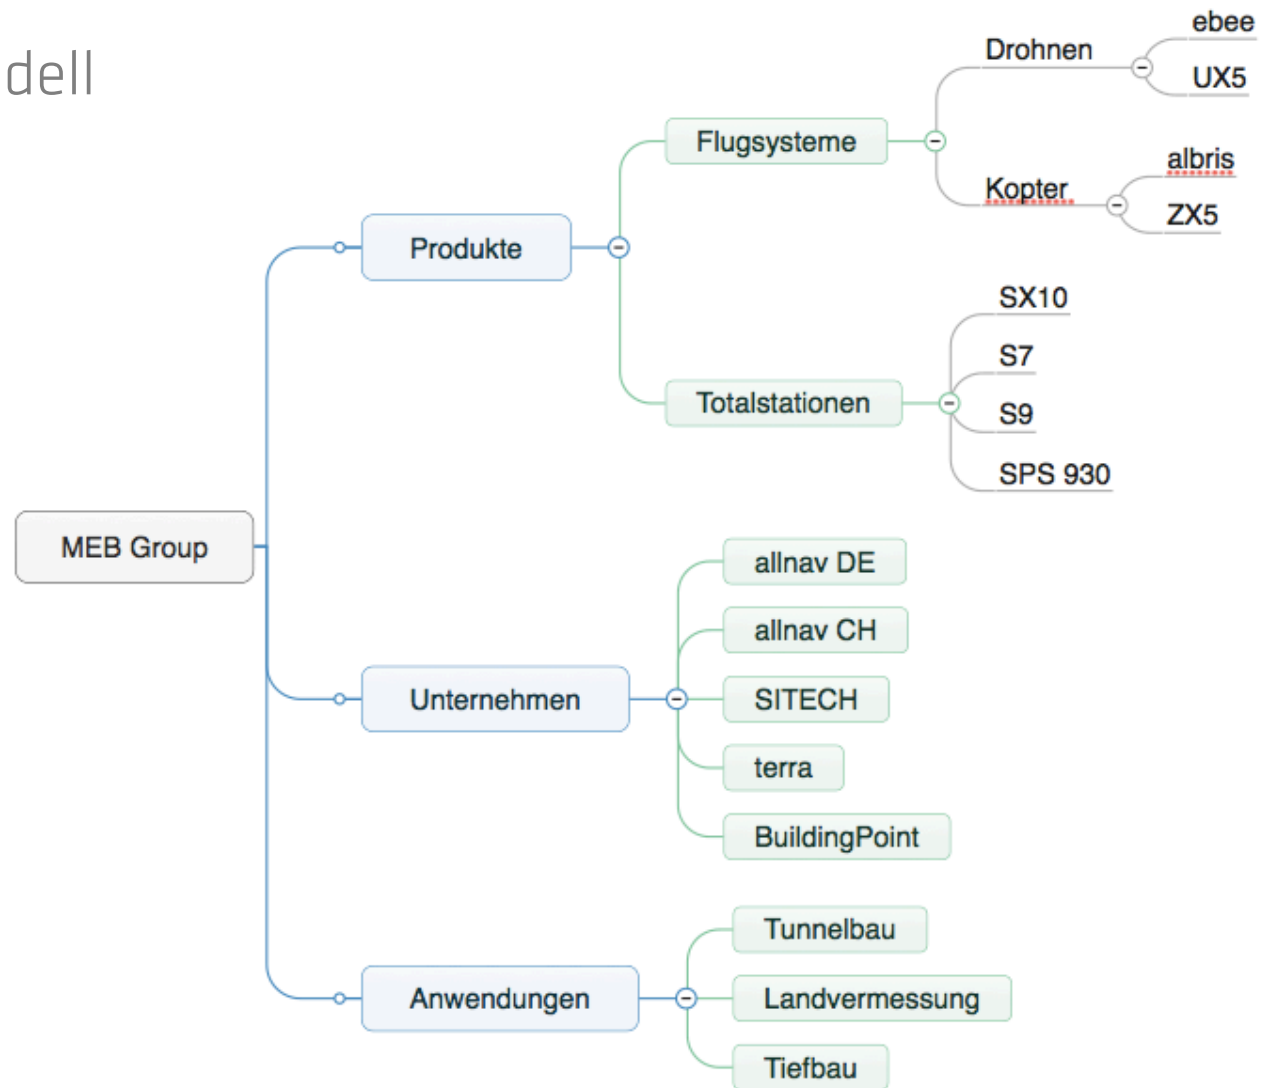 dell
MEB Group
Produkte
Flugsysteme
Drohnen
ebee
UX5
Kopter
albris
ZX5
Totalstationen
SX10
S7
S9
SPS 930
Unternehmen
allnav DE
allnav CH
SITECH
terra
BuildingPoint
Anwendungen
Tunnelbau
Landvermessung
Tiefbau